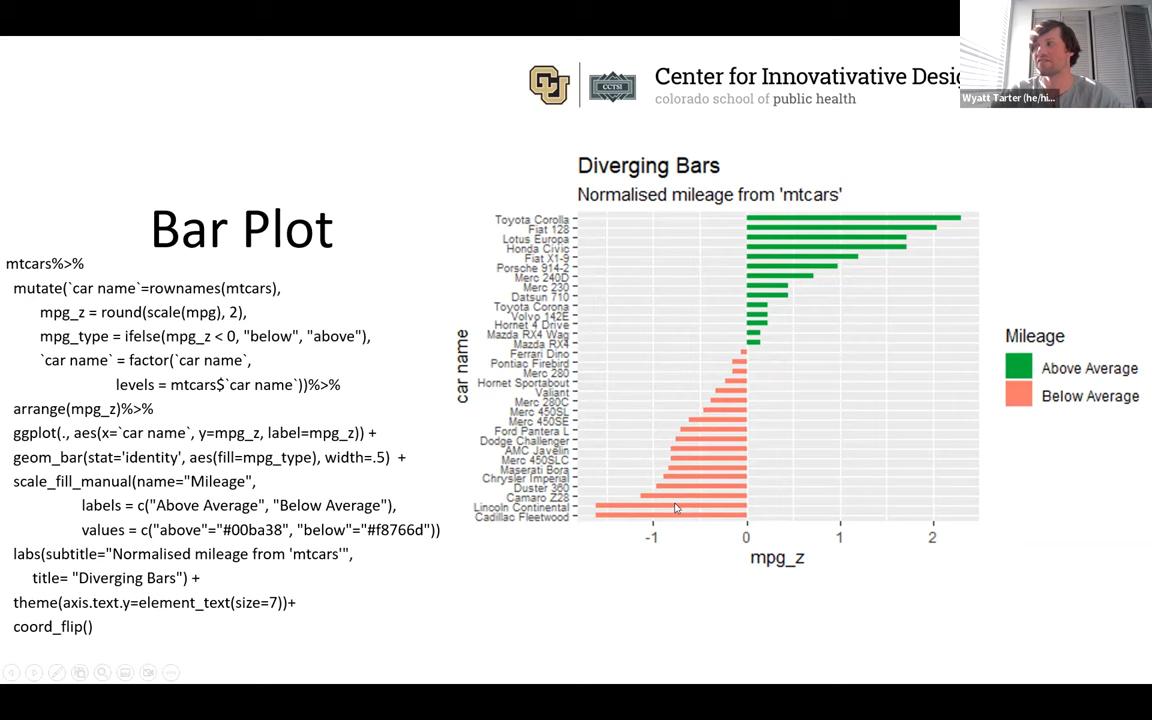 Center for Innovativative Desig
colorado school of public health
CU
CCTSI
Wyatt Tarter (he/hi...
Bar Plot
mtcars%>%
mutate(`car name`=rownames(mtcars),
mpg_z = round(scale(mpg), 2),
mpg_type = ifelse(mpg_z < 0, "below", "above"),
`car name` = factor(`car name`,
levels = mtcars$`car name`))%>%
arrange(mpg_z)%>%
ggplot(., aes(x=`car name`, y=mpg_z, label=mpg_z)) +
geom_bar(stat='identity', aes(fill=mpg_type), width=.5) +
scale_fill_manual(name="Mileage",
labels = c("Above Average", "Below Average"),
values = c("above"="#00ba38", "below"="#f8766d"))
labs(subtitle="Normalised mileage from 'mtcars'",
title= "Diverging Bars") +
theme(axis.text.y=element_text(size=7))+
coord_flip()
Diverging Bars
Normalised mileage from 'mtcars'
car name
Toyota Corolla
Fiat 128
Lotus Europa
Honda Civic
Fiat X1-9
Porsche 914-2
Merc 240D
Merc 230
Datsun 710
Toyota Corona
Volvo 142E
Hornet 4 Drive
Mazda RX4 Wag
Mazda RX4
Ferrari Dino
Pontiac Firebird
Merc 280
Hornet Sportabout
Valiant
Merc 280C
Merc 450SL
Merc 450SE
Ford Pantera L
Dodge Challenger
AMC Javelin
Merc 450SLC
Maserati Bora
Chrysler Imperial
Duster 360
Camaro Z28
Lincoln Continental
Cadillac Fleetwood
-1 0 1 2
mpg_z
Mileage
Above Average
Below Average